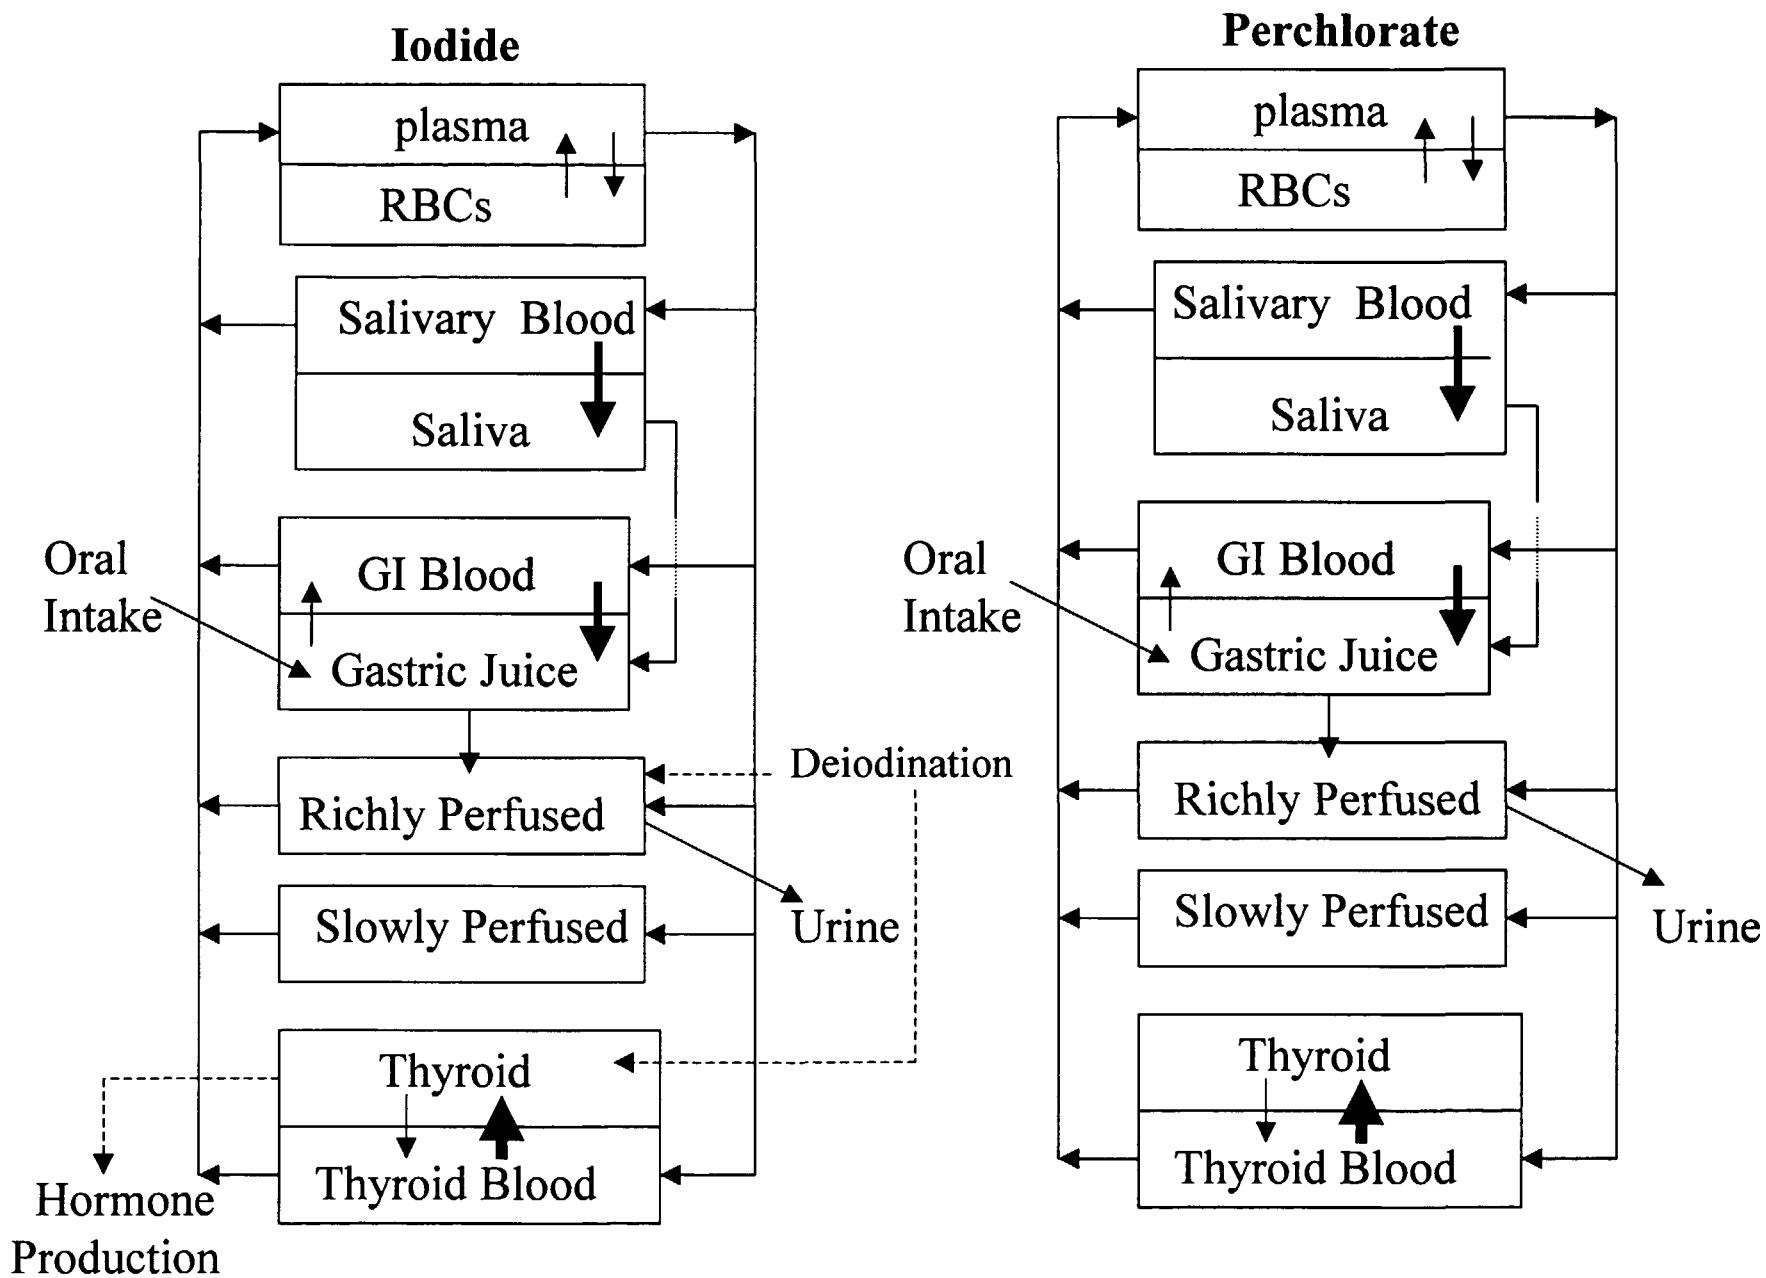 Iodide
plasma
RBCs
Salivary Blood
Saliva
Oral
Intake
GI Blood
Gastric Juice
Deiodination
Richly Perfused
Urine
Slowly Perfused
Thyroid
Thyroid Blood
Hormone
Production
Perchlorate
plasma
RBCs
Salivary Blood
Saliva
Oral
Intake
GI Blood
Gastric Juice
Richly Perfused
Slowly Perfused
Urine
Thyroid
Thyroid Blood